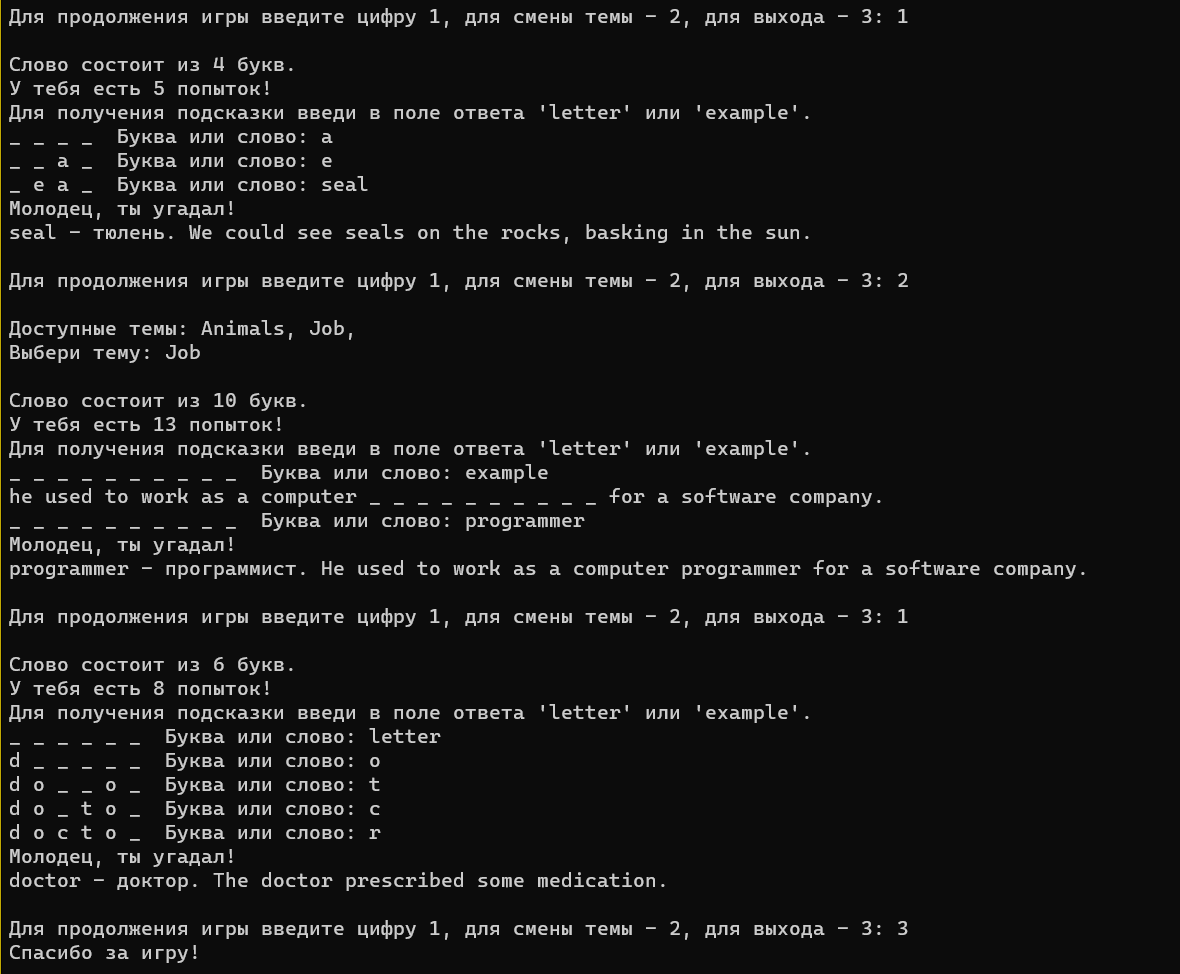 Для продолжения игры введите цифру 1, для смены темы - 2, для выхода - 3: 1
Слово состоит из 4 букв.
У тебя есть 5 попыток!
Для получения подсказки введи в поле ответа 'letter' или 'example'.
_ _ _ _  Буква или слово: a
_ _ a _  Буква или слово: e
_ e a _  Буква или слово: seal
Молодец, ты угадал!
seal - тюлень. We could see seals on the rocks, basking in the sun.
Для продолжения игры введите цифру 1, для смены темы - 2, для выхода - 3: 2
Доступные темы: Animals, Job,
Выбери тему: Job
Слово состоит из 10 букв.
У тебя есть 13 попыток!
Для получения подсказки введи в поле ответа 'letter' или 'example'.
_ _ _ _ _ _ _ _ _ _  Буква или слово: example
he used to work as a computer _ _ _ _ _ _ _ _ _ _ for a software company.
_ _ _ _ _ _ _ _ _ _  Буква или слово: programmer
Молодец, ты угадал!
programmer - программист. He used to work as a computer programmer for a software company.
Для продолжения игры введите цифру 1, для смены темы - 2, для выхода - 3: 1
Слово состоит из 6 букв.
У тебя есть 8 попыток!
Для получения подсказки введи в поле ответа 'letter' или 'example'.
_ _ _ _ _ _  Буква или слово: letter
d _ _ _ _ _  Буква или слово: o
d o _ _ o _  Буква или слово: t
d o _ t o _  Буква или слово: c
d o c t o _  Буква или слово: r
Молодец, ты угадал!
doctor - доктор. The doctor prescribed some medication.
Для продолжения игры введите цифру 1, для смены темы - 2, для выхода - 3: 3
Спасибо за игру!